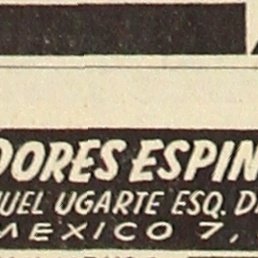 DORES ESPIN
UEL UGARTE ESQ. D
MEXICO 7,